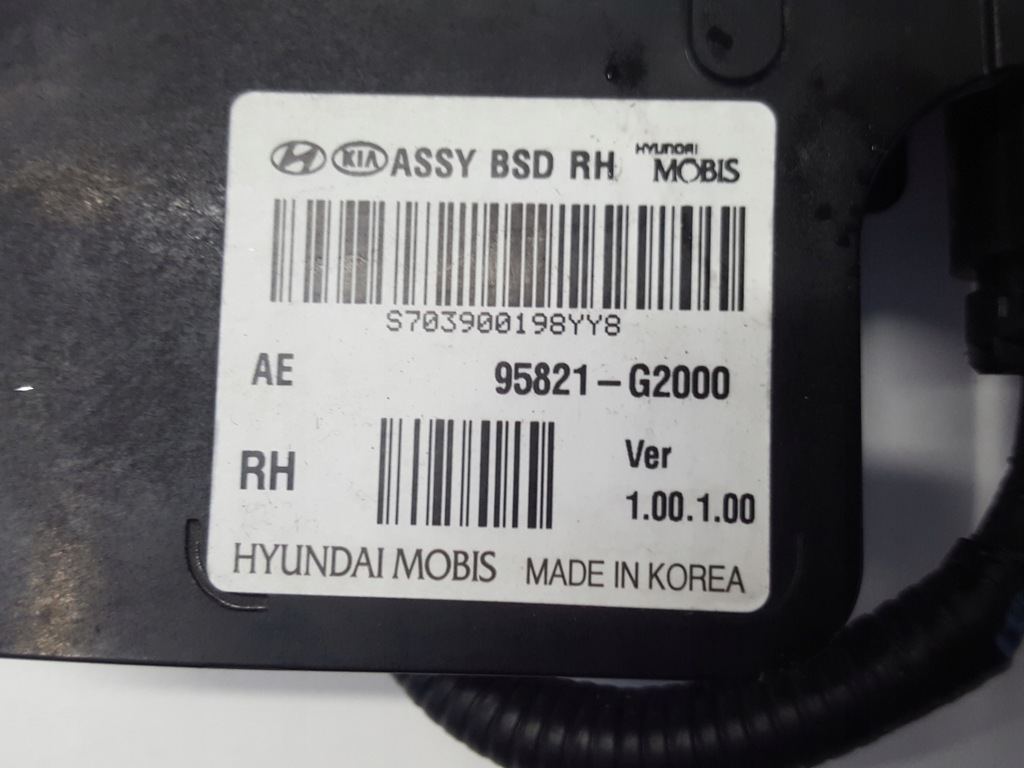 KIA ASSY BSD RH HYUNDAI MOBIS
S703900198YY8
AE 95821-G2000
RH Ver
1.00.1.00
HYUNDAI MOBIS MADE IN KOREA